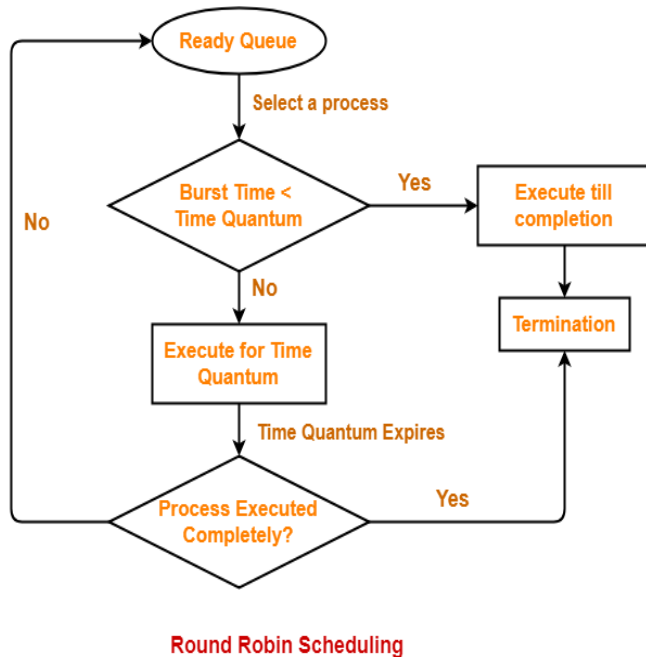 Ready Queue
Select a process
Burst Time <
Time Quantum
Yes
Execute till
completion
No
No
Termination
Execute for Time
Quantum
Time Quantum Expires
Process Executed
Completely?
Yes
Round Robin Scheduling